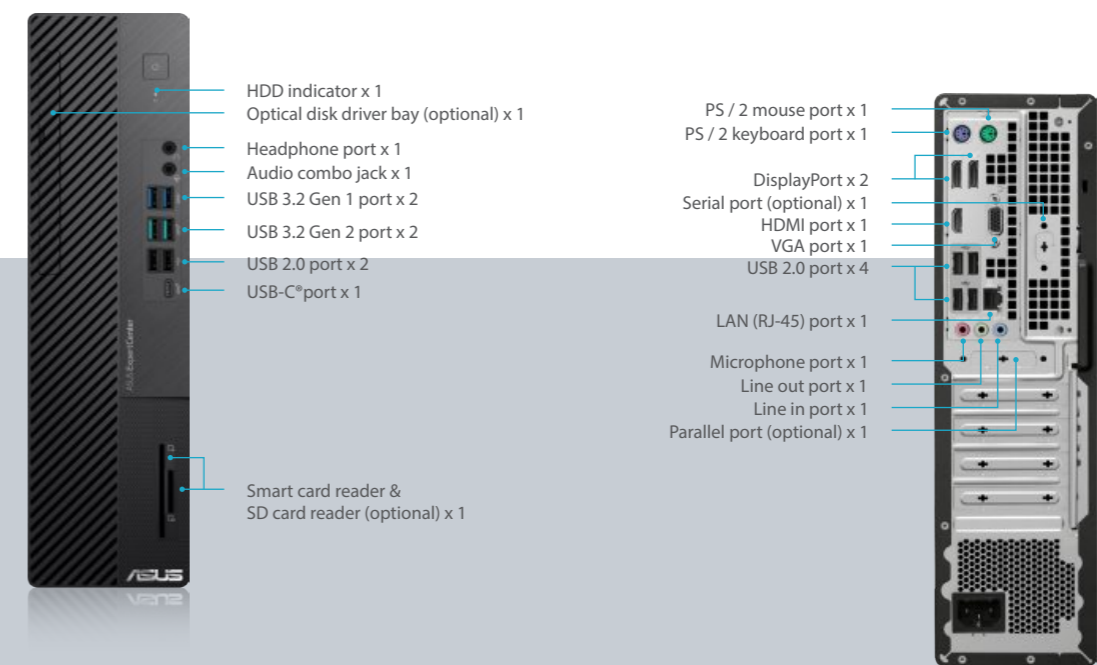 HDD indicator x 1
Optical disk driver bay (optional) x 1
Headphone port x 1
Audio combo jack x 1
USB 3.2 Gen 1 port x 2
USB 3.2 Gen 2 port x 2
USB 2.0 port x 2
USB-C®port x 1
ASUS ExpertCenter
Smart card reader &
SD card reader (optional) x 1
ASUS
PS / 2 mouse port x 1
PS / 2 keyboard port x 1
DisplayPort x 2
Serial port (optional) x 1
HDMI port x 1
VGA port x 1
USB 2.0 port x 4
LAN (RJ-45) port x 1
Microphone port x 1
Line out port x 1
Line in port x 1
Parallel port (optional) x 1